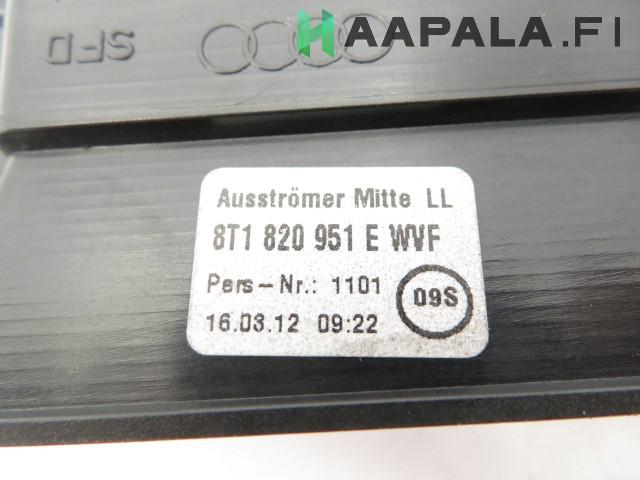 HAAPALA.FI
SFD
Ausströmer Mitte LL
8T1 820 951 E WVF
Pers-Nr.: 1101
09S
16.03.12 09:22